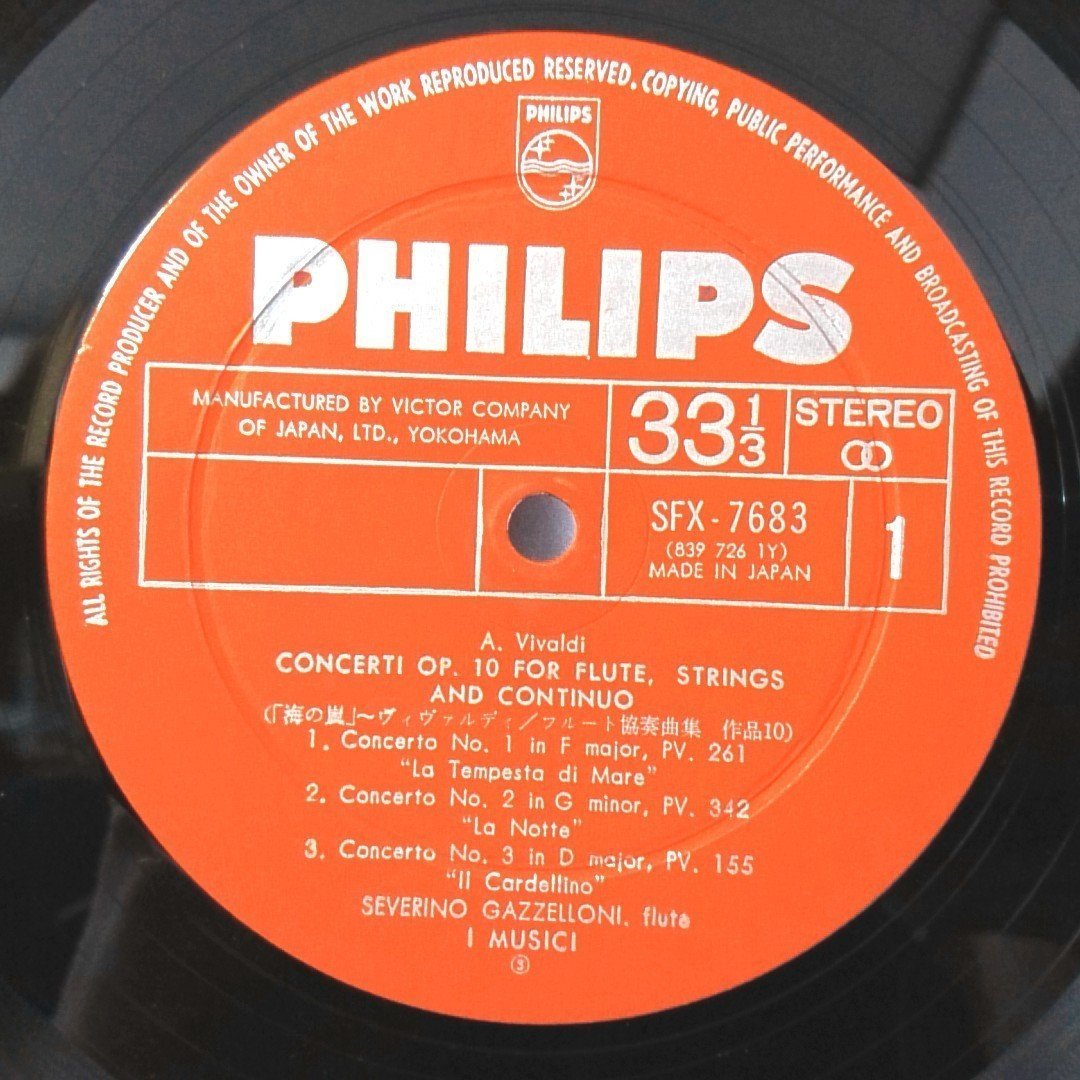 ALL RIGHTS OF THE RECORD PRODUCER AND OF THE OWNER OF THE WORK REPRODUCED RESERVED. COPYING, PUBLIC PERFORMANCE AND BROADCASTING OF THIS RECORD PROHIBITED
PHILIPS
PHILIPS
MANUFACTURED BY VICTOR COMPANY
OF JAPAN, LTD., YOKOHAMA
33 1/3
STEREO
SFX-7683
(839 726 1Y)
MADE IN JAPAN
1
A. Vivaldi
CONCERTI OP. 10 FOR FLUTE, STRINGS
AND CONTINUO
(「海の嵐」～ヴィヴァルディ/フルート協奏曲集 作品10)
1. Concerto No. 1 in F major, PV. 261
"La Tempesta di Mare"
2. Concerto No. 2 in G minor, PV. 342
"La Notte"
3. Concerto No. 3 in D major, PV. 155
"Il Cardellino"
SEVERINO GAZZELLONI, flute
I MUSICI
③